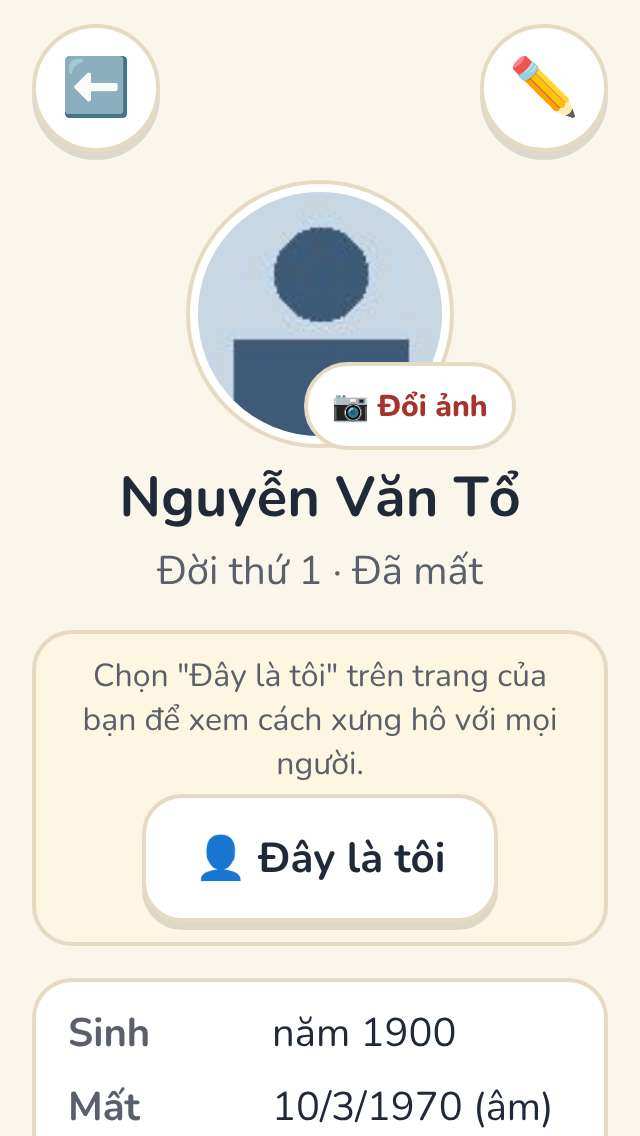 Đổi ảnh
Nguyễn Văn Tổ
Đời thứ 1 · Đã mất
Chọn "Đây là tôi" trên trang của
bạn để xem cách xưng hô với mọi
người.
Đây là tôi
Sinh năm 1900
Mất 10/3/1970 (âm)